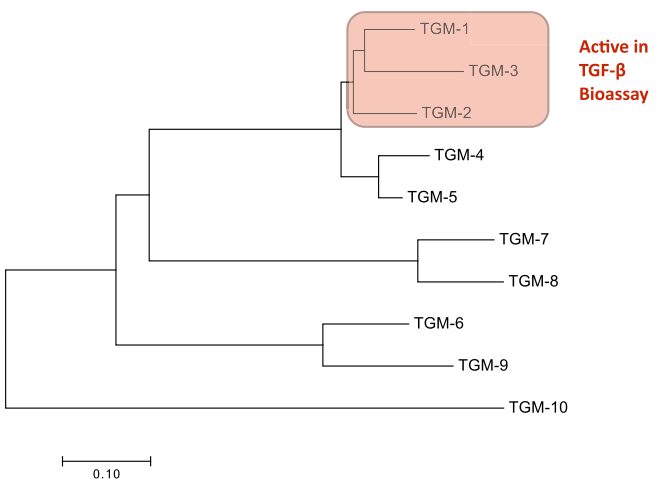 TGM-1
TGM-3
TGM-2
TGM-4
TGM-5
TGM-7
TGM-8
TGM-6
TGM-9
TGM-10
Active in
TGF-β
Bioassay
0.10